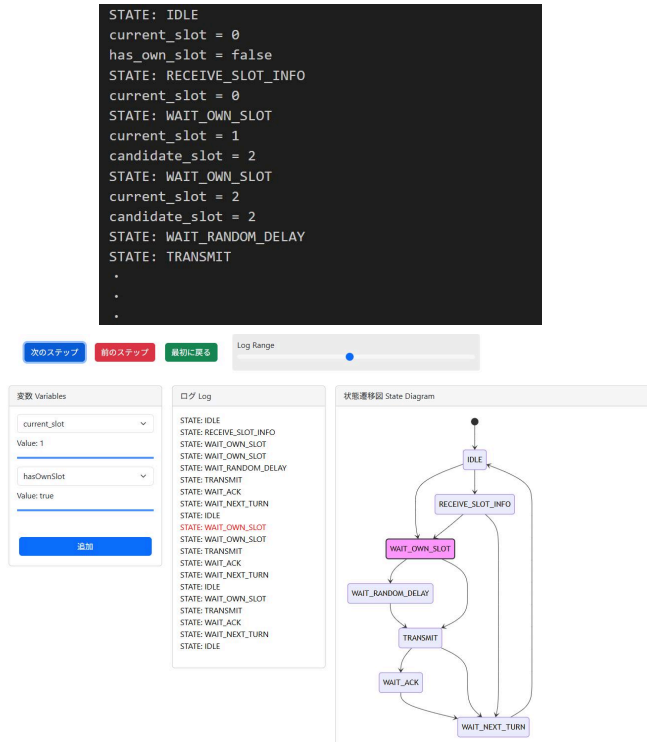 STATE: IDLE
current_slot = 0
has_own_slot = false
STATE: RECEIVE_SLOT_INFO
current_slot = 0
STATE: WAIT_OWN_SLOT
current_slot = 1
candidate_slot = 2
STATE: WAIT_OWN_SLOT
current_slot = 2
candidate_slot = 2
STATE: WAIT_RANDOM_DELAY
STATE: TRANSMIT
.
.
.
次のステップ
前のステップ
最初に戻る
Log Range
変数 Variables
current_slot
Value: 1
hasOwnSlot
Value: true
追加
ログ Log
STATE: IDLE
STATE: RECEIVE_SLOT_INFO
STATE: WAIT_OWN_SLOT
STATE: WAIT_OWN_SLOT
STATE: WAIT_RANDOM_DELAY
STATE: TRANSMIT
STATE: WAIT_ACK
STATE: WAIT_NEXT_TURN
STATE: IDLE
STATE: WAIT_OWN_SLOT
STATE: WAIT_OWN_SLOT
STATE: TRANSMIT
STATE: WAIT_ACK
STATE: WAIT_NEXT_TURN
STATE: IDLE
STATE: WAIT_OWN_SLOT
STATE: TRANSMIT
STATE: WAIT_ACK
STATE: WAIT_NEXT_TURN
STATE: IDLE
状態遷移図 State Diagram
IDLE
RECEIVE_SLOT_INFO
WAIT_OWN_SLOT
WAIT_RANDOM_DELAY
TRANSMIT
WAIT_ACK
WAIT_NEXT_TURN